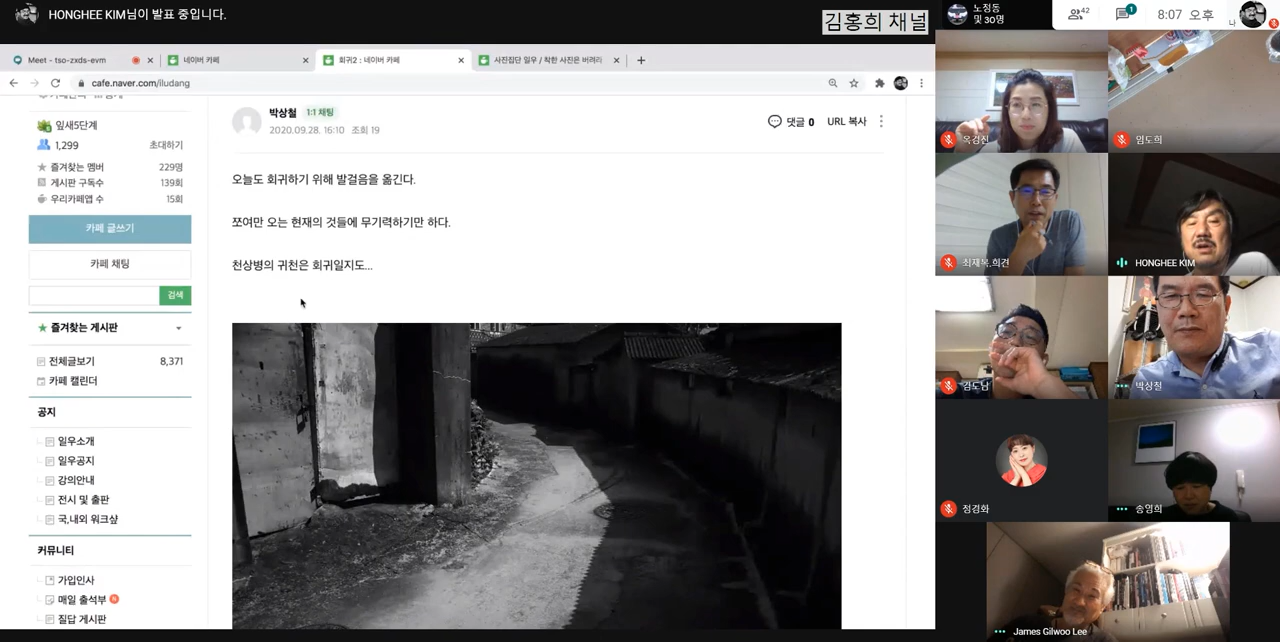 HONGHEE KIM님이 발표 중입니다.
김홍희 채널
노정동
및 30명
42
1
8:07 오후
나
Meet - tso-zxds-evm
네이버 카페
회귀2 : 네이버 카페
사진집단 일우 / 착한 사진은 버려라
cafe.naver.com/iludang
잎새5단계
1,299
초대하기
즐겨찾는 멤버
229명
게시판 구독수
139회
우리카페앱 수
15회
카페 글쓰기
카페 채팅
검색
즐겨찾는 게시판
전체글보기
8,371
카페 캘린더
공지
일우소개
일우공지
강의안내
전시 및 출판
국,내외 워크샾
커뮤니티
가입인사
매일 출석부
질답 게시판
박상철
1:1 채팅
2020.09.28. 16:10 조회 19
댓글 0
URL 복사
오늘도 회귀하기 위해 발걸음을 옮긴다.
쪼여만 오는 현재의 것들에 무기력하기만 하다.
천상병의 귀천은 회귀일지도...
옥경진
임도희
최재복.희견
HONGHEE KIM
김도남
박상철
정경화
송영희
James Gilwoo Lee